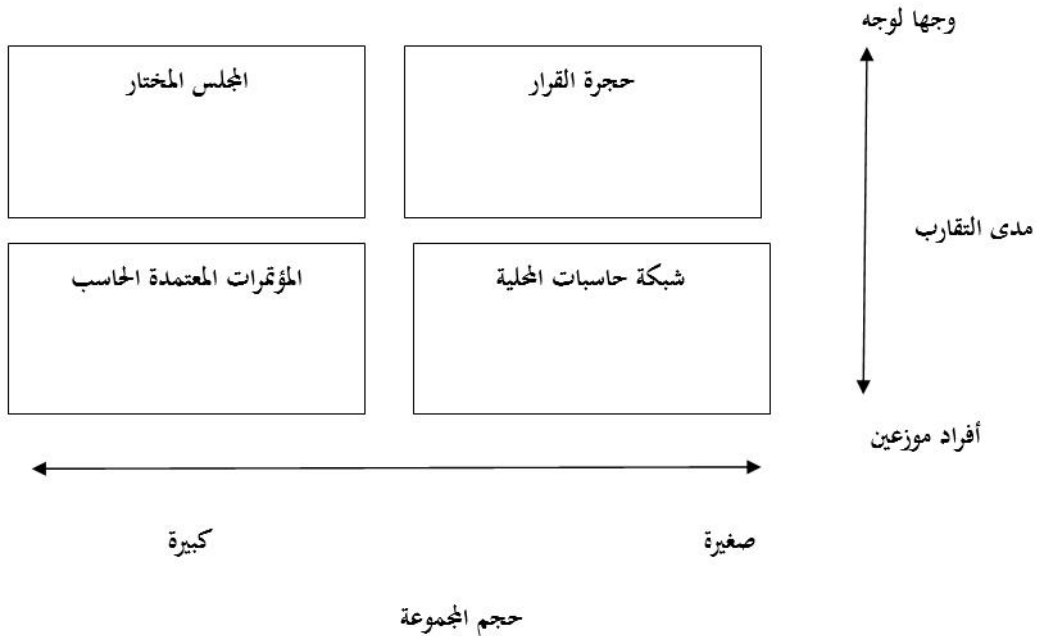 وجها لوجه
حجرة القرار
المجلس المختار
مدى التقارب
شبكة حاسبات المحلية
المؤتمرات المعتمدة الحاسب
أفراد موزعين
صغيرة
كبيرة
حجم المجموعة